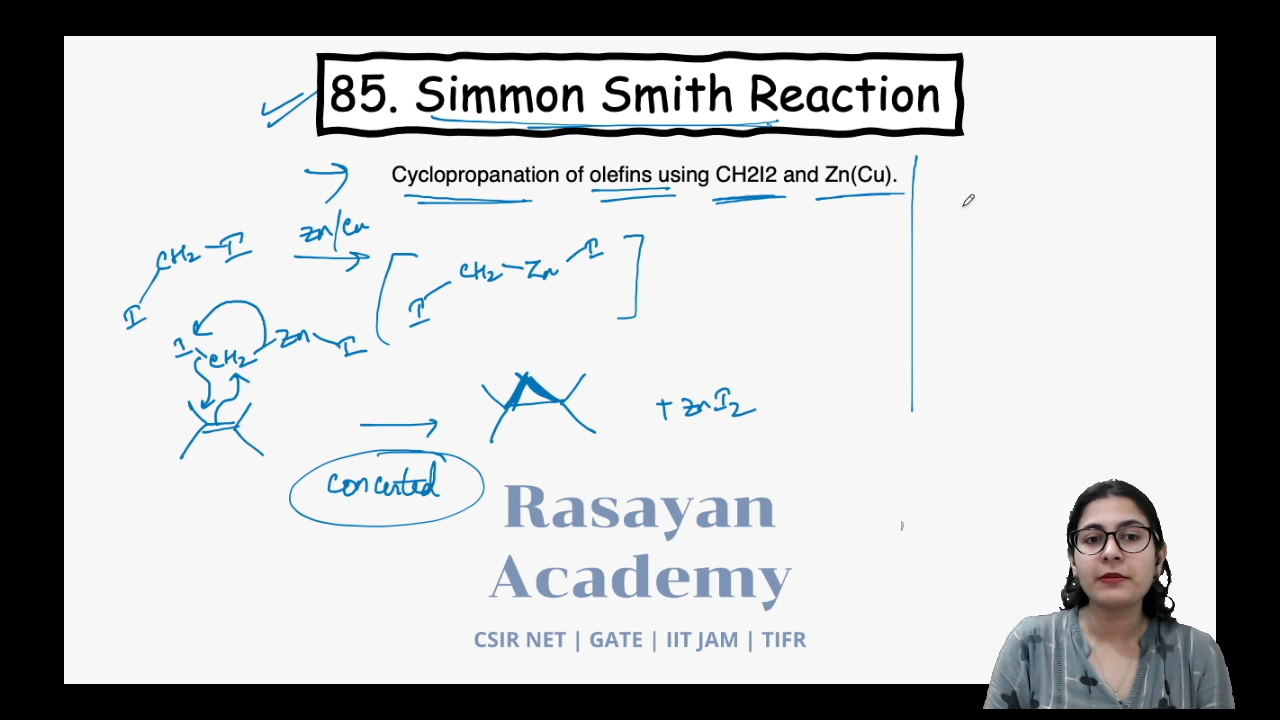 85. Simmon Smith Reaction
Cyclopropanation of olefins using CH2I2 and Zn(Cu).
Zn/Cu
CH2-I
I
CH2-Zn-I
I
I
CH2
Zn
I
+ ZnI2
concerted
Rasayan
Academy
CSIR NET | GATE | IIT JAM | TIFR